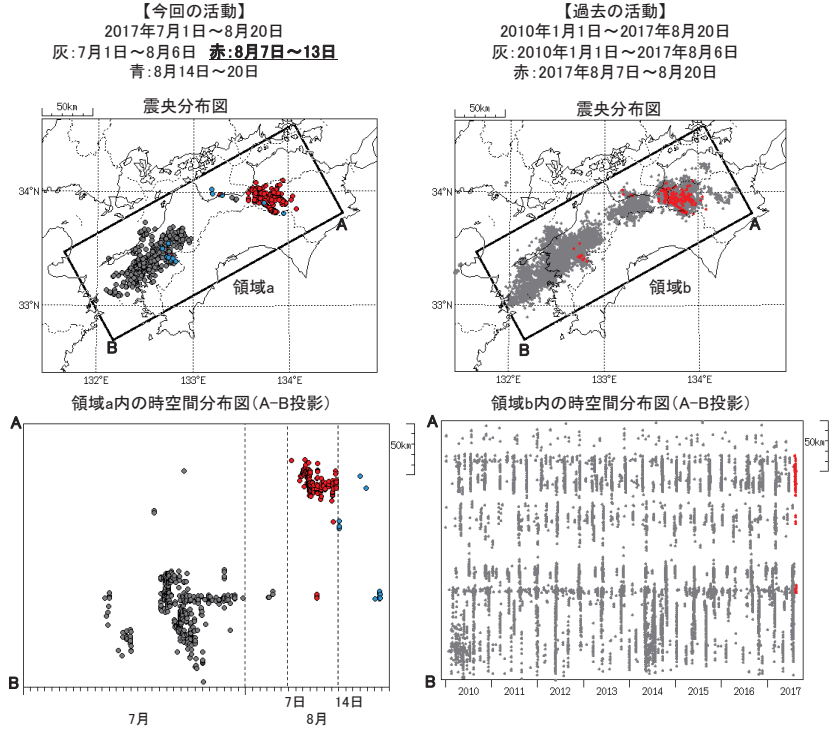 【今回の活動】
2017年7月1日～8月20日
灰：7月1日～8月6日 赤：8月7日～13日
青：8月14日～20日
50km
震央分布図
34°N
33°N
132°E
133°E
134°E
A
B
領域a
【過去の活動】
2010年1月1日～2017年8月20日
灰：2010年1月1日～2017年8月6日
赤：2017年8月7日～8月20日
50km
震央分布図
34°N
33°N
132°E
133°E
134°E
A
B
領域b
領域a内の時空間分布図（A-B投影）
A
50km
B
7日
14日
7月
8月
領域b内の時空間分布図（A-B投影）
A
50km
B
2010
2011
2012
2013
2014
2015
2016
2017